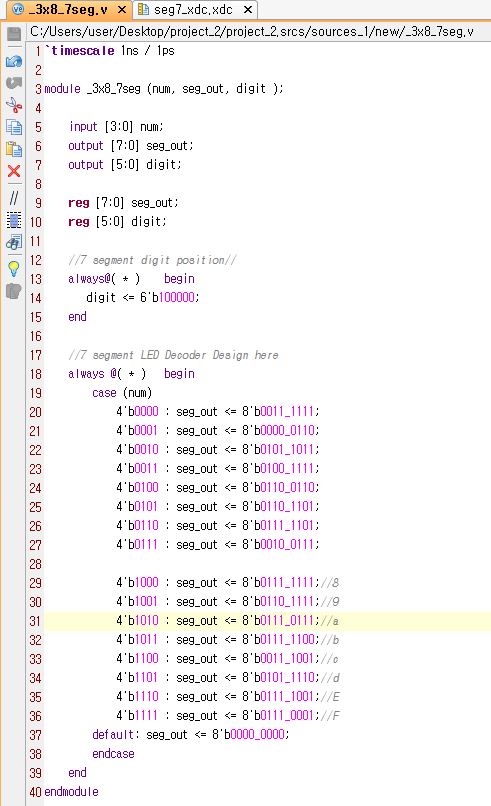 _3x8_7seg.v × seg7_xdc.xdc ×
C:/Users/user/Desktop/project_2/project_2.srcs/sources_1/new/_3x8_7seg.v
1 `timescale 1ns / 1ps
2
3 module _3x8_7seg (num, seg_out, digit );
4
5 input [3:0] num;
6 output [7:0] seg_out;
7 output [5:0] digit;
8
9 reg [7:0] seg_out;
10 reg [5:0] digit;
11
12 //7 segment digit position//
13 always@( * ) begin
14 digit <= 6'b100000;
15 end
16
17 //7 segment LED Decoder Design here
18 always @( * ) begin
19 case (num)
20 4'b0000 : seg_out <= 8'b0011_1111;
21 4'b0001 : seg_out <= 8'b0000_0110;
22 4'b0010 : seg_out <= 8'b0101_1011;
23 4'b0011 : seg_out <= 8'b0100_1111;
24 4'b0100 : seg_out <= 8'b0110_0110;
25 4'b0101 : seg_out <= 8'b0110_1101;
26 4'b0110 : seg_out <= 8'b0111_1101;
27 4'b0111 : seg_out <= 8'b0010_0111;
28
29 4'b1000 : seg_out <= 8'b0111_1111;//8
30 4'b1001 : seg_out <= 8'b0110_1111;//9
31 4'b1010 : seg_out <= 8'b0111_0111;//a
32 4'b1011 : seg_out <= 8'b0111_1100;//b
33 4'b1100 : seg_out <= 8'b0011_1001;//c
34 4'b1101 : seg_out <= 8'b0101_1110;//d
35 4'b1110 : seg_out <= 8'b0111_1001;//E
36 4'b1111 : seg_out <= 8'b0111_0001;//F
37 default: seg_out <= 8'b0000_0000;
38 endcase
39 end
40 endmodule